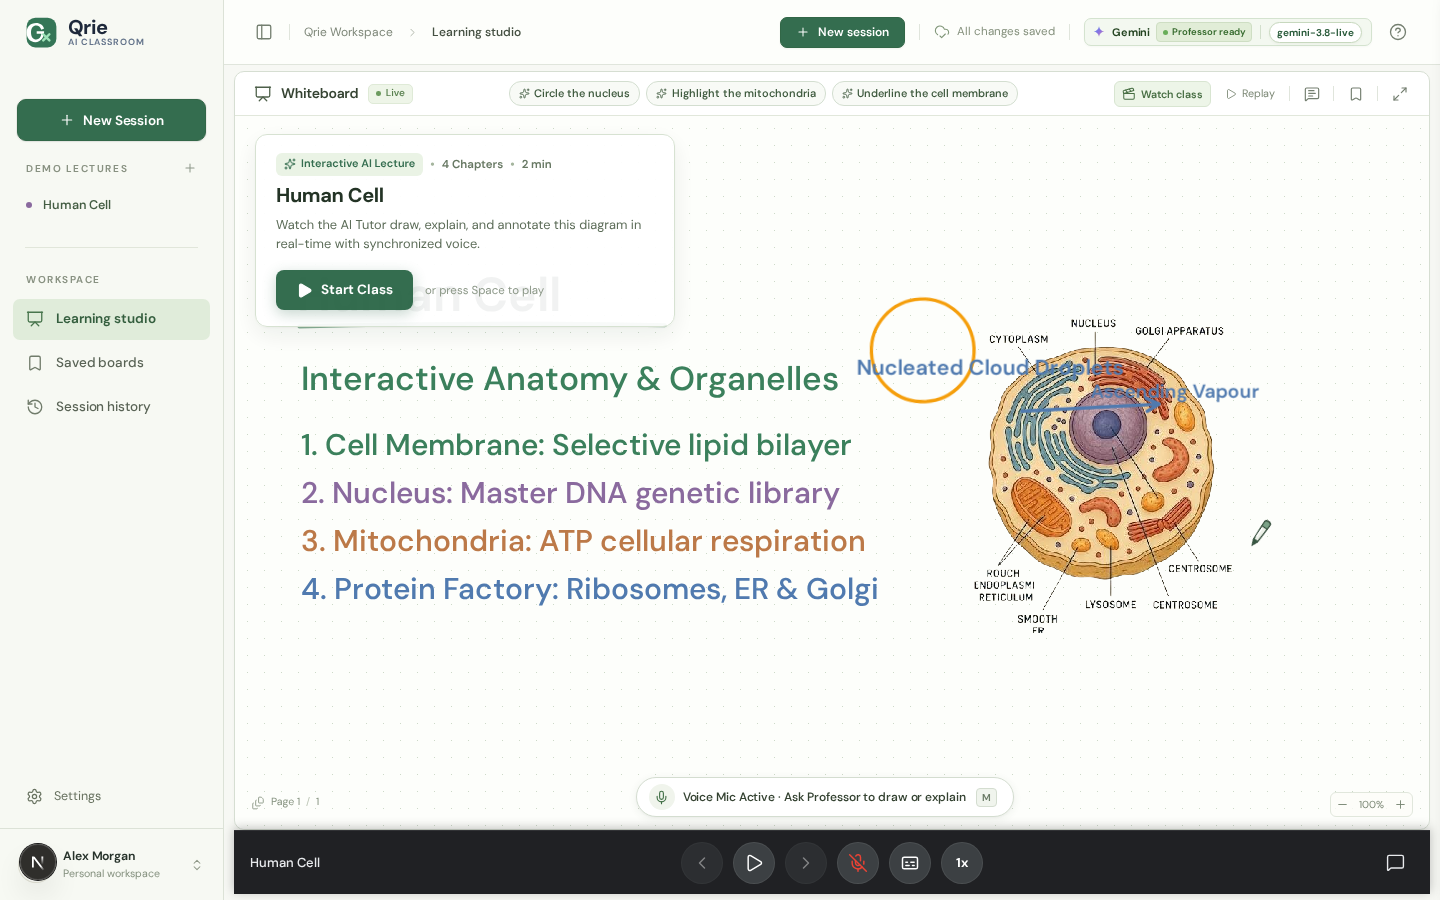 Qrie
AI CLASSROOM
New Session
DEMO LECTURES
Human Cell
WORKSPACE
Learning studio
Saved boards
Session history
Settings
N
Alex Morgan
Personal workspace
Qrie Workspace
Learning studio
New session
All changes saved
Gemini
Professor ready
gemini-3.8-live
Whiteboard
Live
Circle the nucleus
Highlight the mitochondria
Underline the cell membrane
Watch class
Replay
Interactive AI Lecture • 4 Chapters • 2 min
Human Cell
Watch the AI Tutor draw, explain, and annotate this diagram in
real-time with synchronized voice.
Start Class
or press Space to play
Cell
Interactive Anatomy & Organelles
1. Cell Membrane: Selective lipid bilayer
2. Nucleus: Master DNA genetic library
3. Mitochondria: ATP cellular respiration
4. Protein Factory: Ribosomes, ER & Golgi
NUCLEUS
GOLGI APPARATUS
CYTOPLASM
Nucleated Cloud Droplets
Ascending Vapour
CENTROSOME
ROUCH
ENDOPLASMI
RETICULUM
LYSOSOME
CENTROSOME
SMOOTH
ER
Voice Mic Active · Ask Professor to draw or explain M
Page 1 / 1
100%
Human Cell
1x